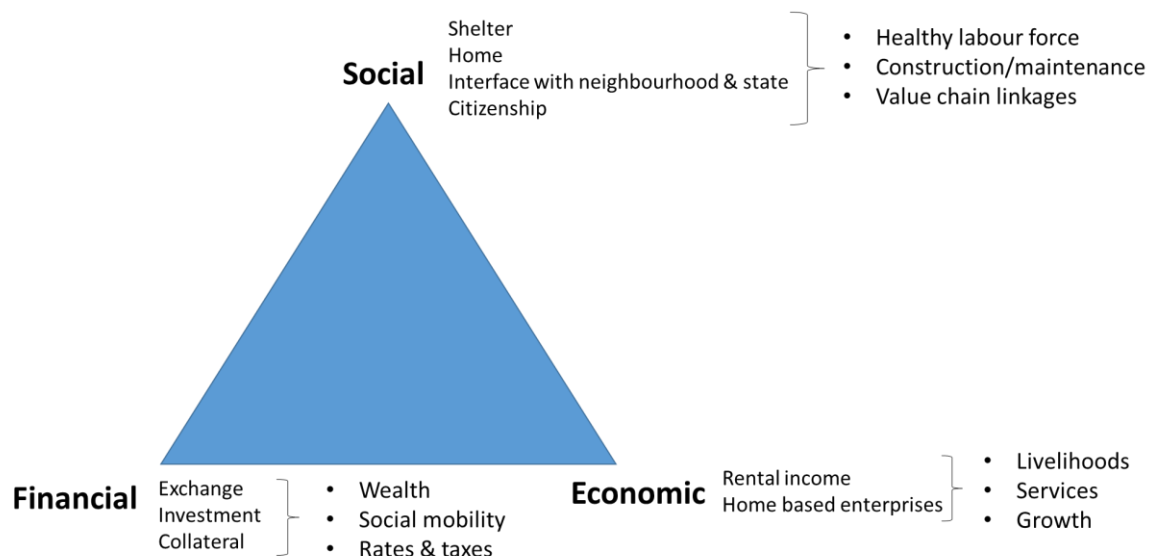 Social
Shelter
Home
Interface with neighbourhood & state
Citizenship
• Healthy labour force
• Construction/maintenance
• Value chain linkages
Financial
Exchange
Investment
Collateral
• Wealth
• Social mobility
• Rates & taxes
Economic
Rental income
Home based enterprises
• Livelihoods
• Services
• Growth